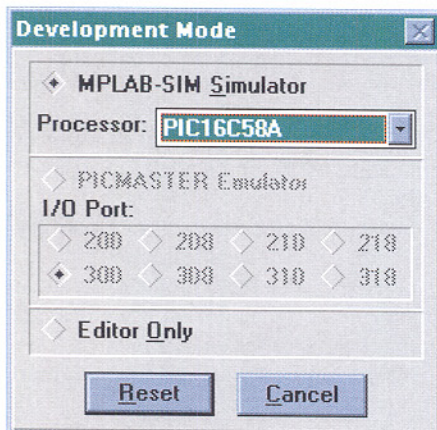 Development Mode
MPLAB-SIM Simulator
Processor: PIC16C58A
PICMASTER Emulator
I/O Port:
200 208 210 218
300 308 310 318
Editor Only
Reset Cancel